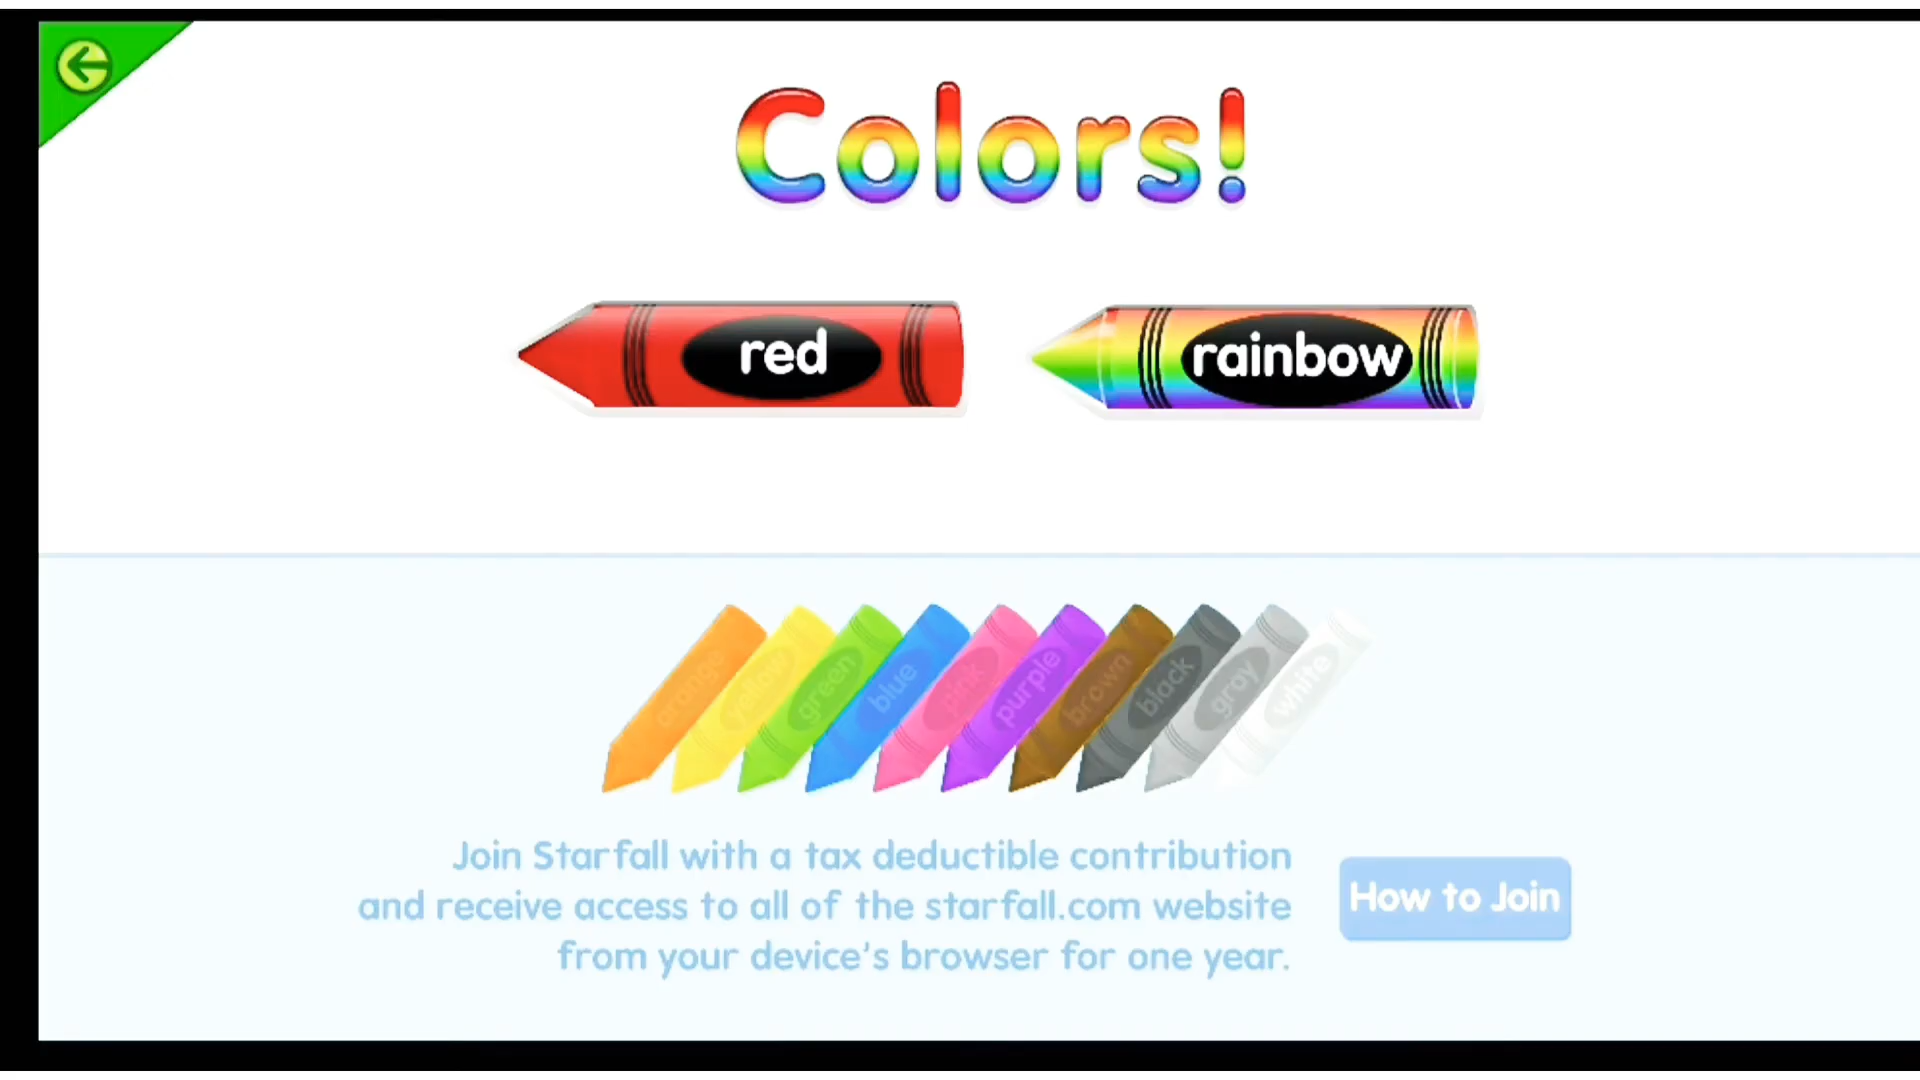 Colors!
red
rainbow
orange
yellow
green
blue
pink
purple
brown
black
gray
white
Join Starfall with a tax deductible contribution
and receive access to all of the starfall.com website
from your device's browser for one year.
How to Join